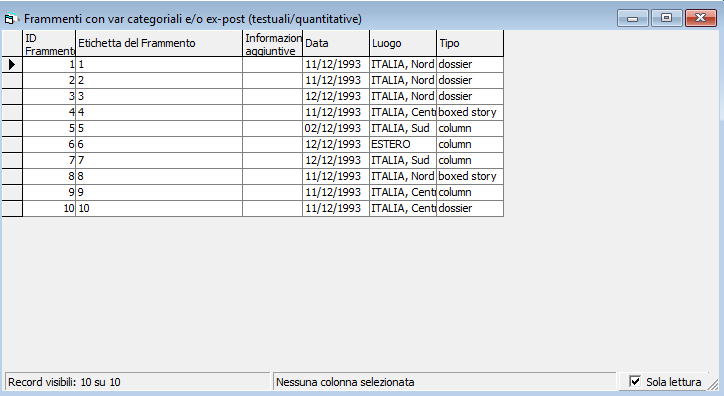 Frammenti con var categoriali e/o ex-post (testuali/quantitative)
ID Frammento Etichetta del Frammento Informazion aggiuntive Data Luogo Tipo
1 1 11/12/1993 ITALIA, Nord dossier
2 2 11/12/1993 ITALIA, Nord dossier
3 3 12/12/1993 ITALIA, Nord dossier
4 4 11/12/1993 ITALIA, Centr boxed story
5 5 02/12/1993 ITALIA, Sud column
6 6 12/12/1993 ESTERO column
7 7 12/12/1993 ITALIA, Sud column
8 8 11/12/1993 ITALIA, Nord boxed story
9 9 11/12/1993 ITALIA, Centr column
10 10 11/12/1993 ITALIA, Centr dossier
Record visibili: 10 su 10 Nessuna colonna selezionata Sola lettura